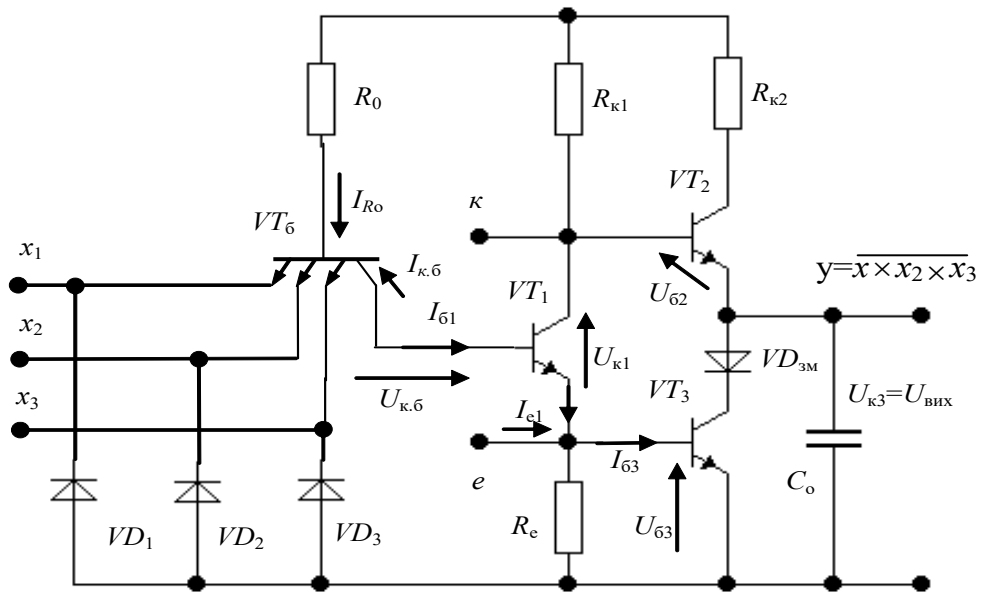 R₀
Rк1
Rк2
VT₂
IRo
к
VTб
x₁
Iк.б
y=x × x₂ × x₃
VT₁
Uб2
Iб1
x₂
Uк1
VDзм
VT₃
x₃
Uк.б
Iе1
Uк3=Uвих
е
Iб3
Cо
VD₁
VD₂
VD₃
Rе
Uб3